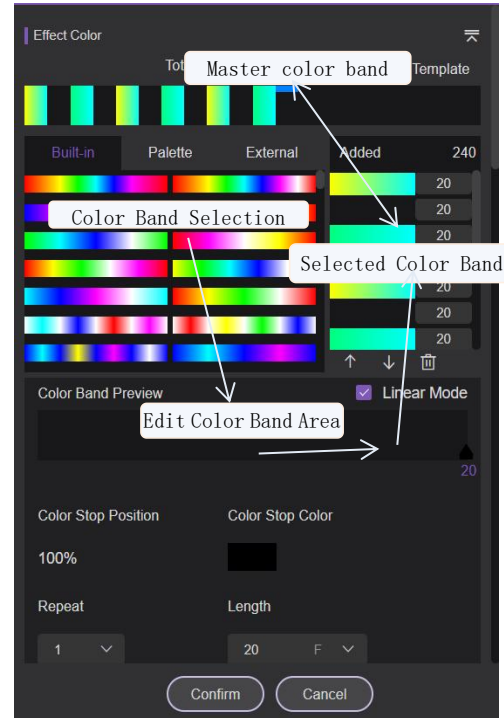 Effect Color
Tot
Master color band
Template
Built-in
Palette
External
Added
240
20
20
20
Color Band Selection
Selected Color Band
20
20
20
Color Band Preview
Linear Mode
Edit Color Band Area
20
Color Stop Position
Color Stop Color
100%
Repeat
Length
1
20
F
Confirm
Cancel